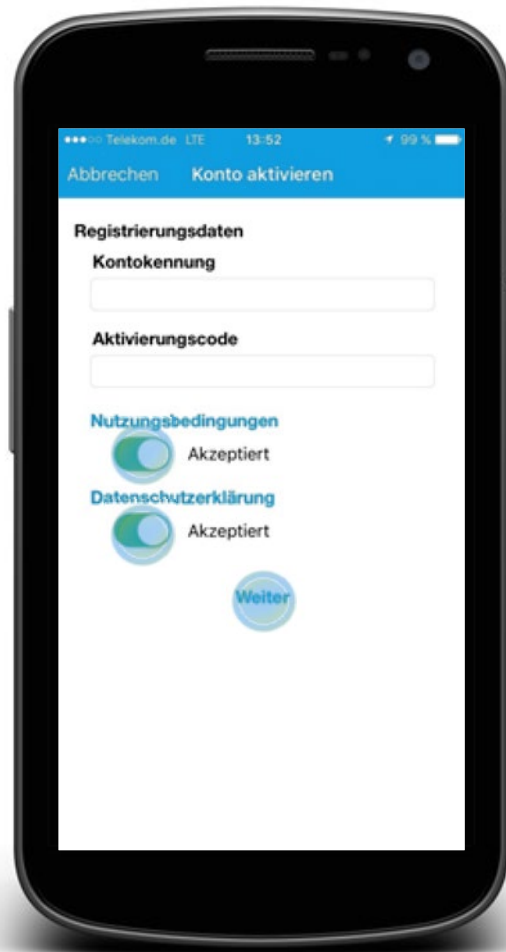 Telekom.de LTE 13:52 99 %
Abbrechen Konto aktivieren
Registrierungsdaten
Kontokennung
Aktivierungscode
Nutzungsbedingungen
Akzeptiert
Datenschutzerklärung
Akzeptiert
Weiter